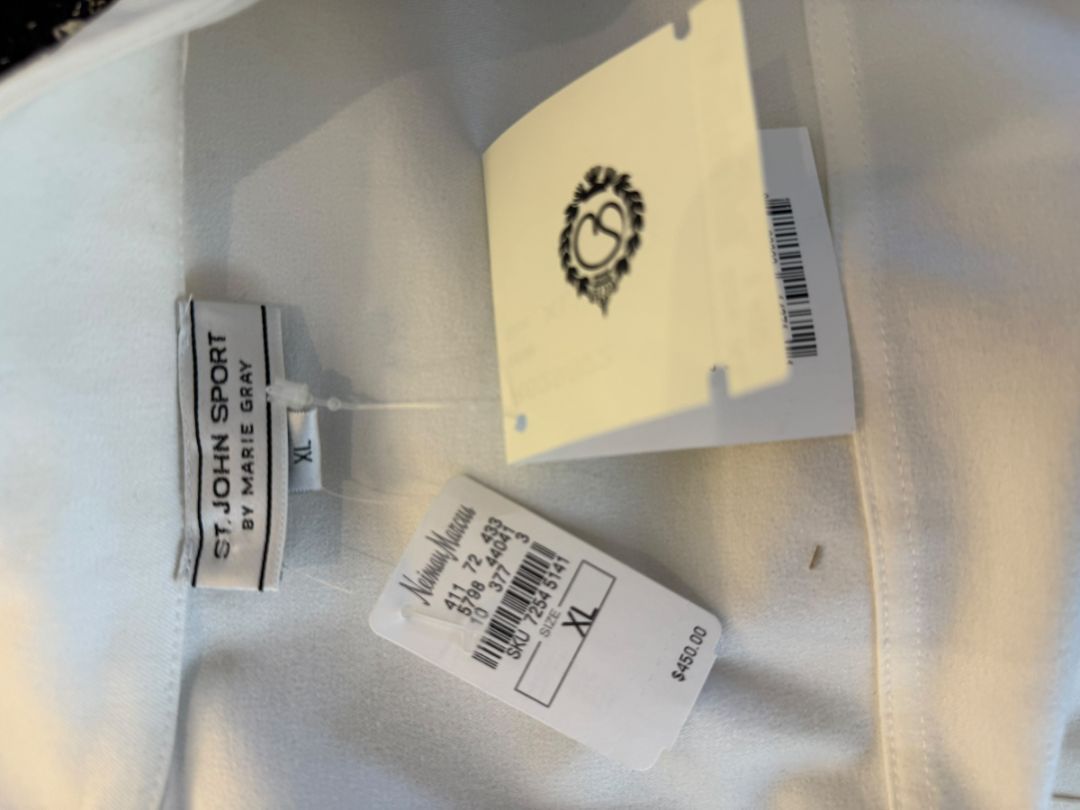 ST. JOHN SPORT
BY MARIE GRAY
XL
Neiman Marcus
411 72 433
5798 44041
10 377 3
SKU 7254 5141
SIZE
XL
$450.00